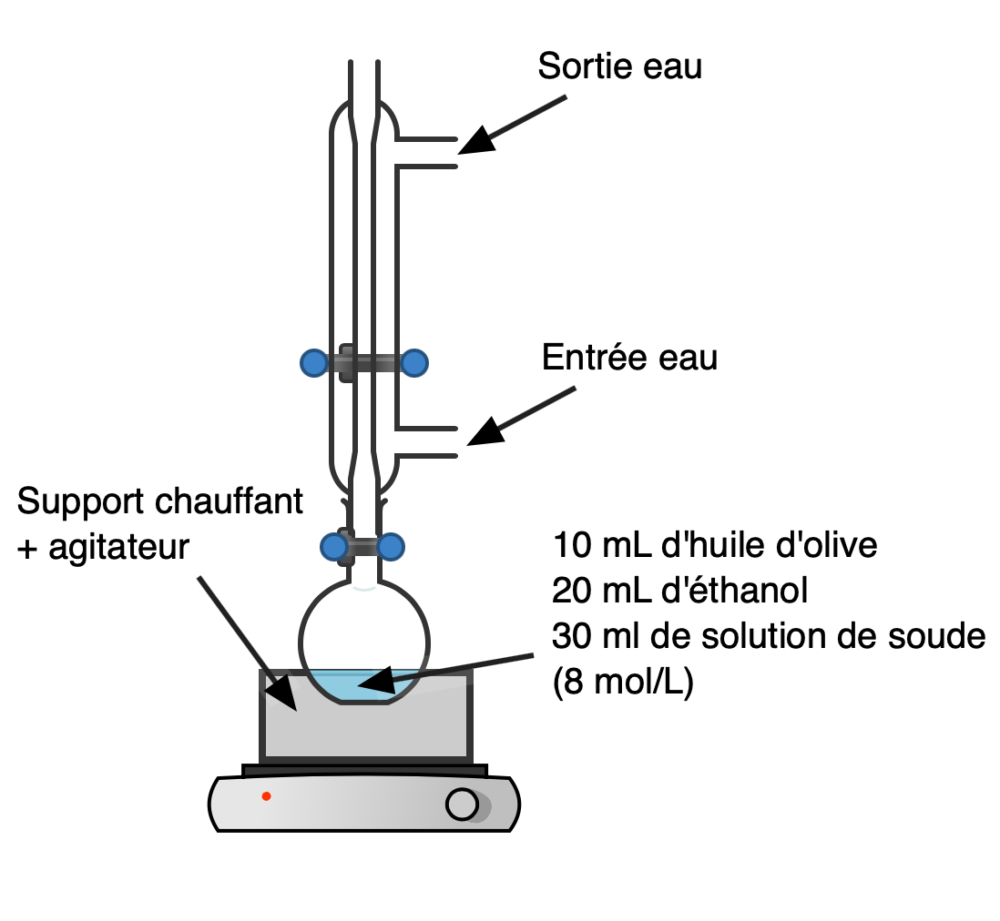 Sortie eau
Entrée eau
Support chauffant
+ agitateur
10 mL d'huile d'olive
20 mL d'éthanol
30 ml de solution de soude
(8 mol/L)